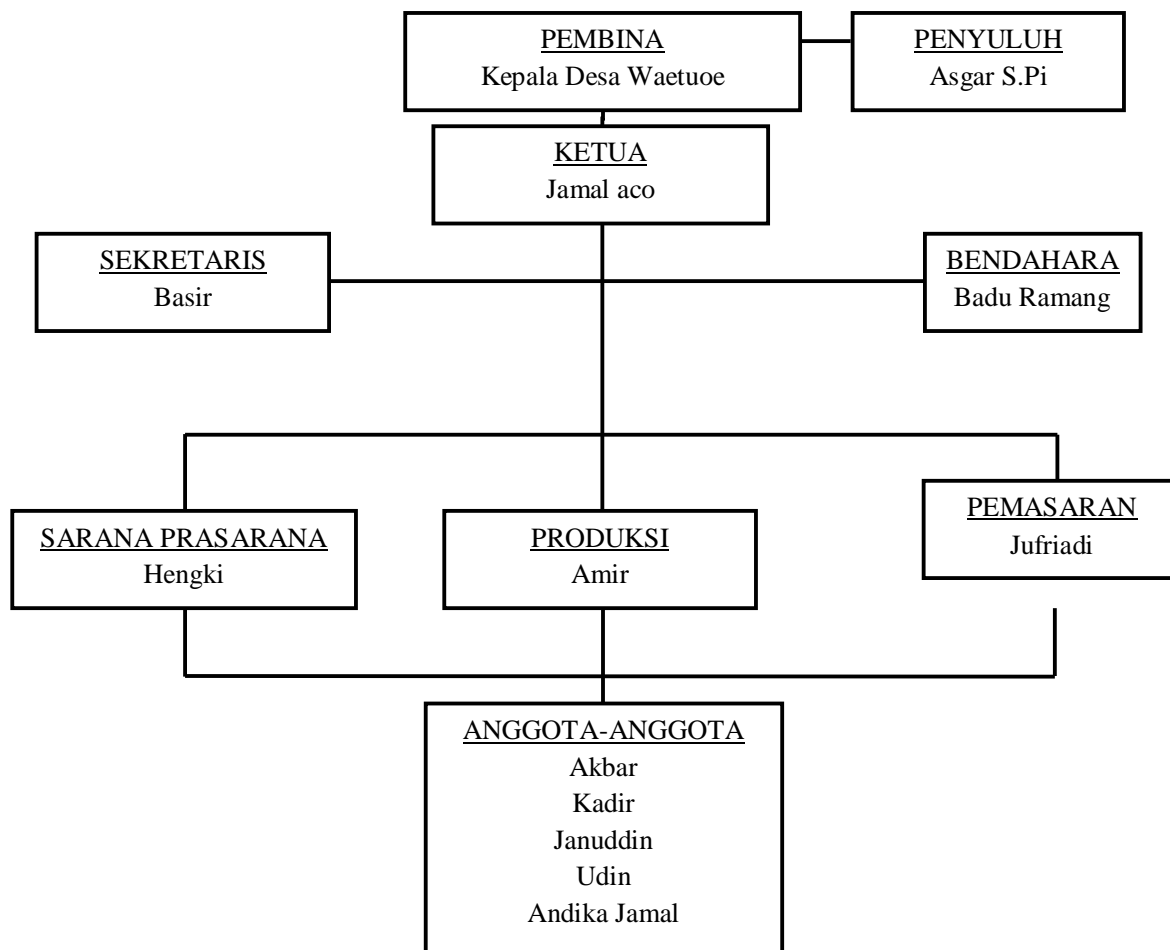 PEMBINA
Kepala Desa Waetuoe
PENYULUH
Asgar S.Pi
KETUA
Jamal aco
SEKRETARIS
Basir
BENDAHARA
Badu Ramang
SARANA PRASARANA
Hengki
PRODUKSI
Amir
PEMASARAN
Jufriadi
ANGGOTA-ANGGOTA
Akbar
Kadir
Januddin
Udin
Andika Jamal